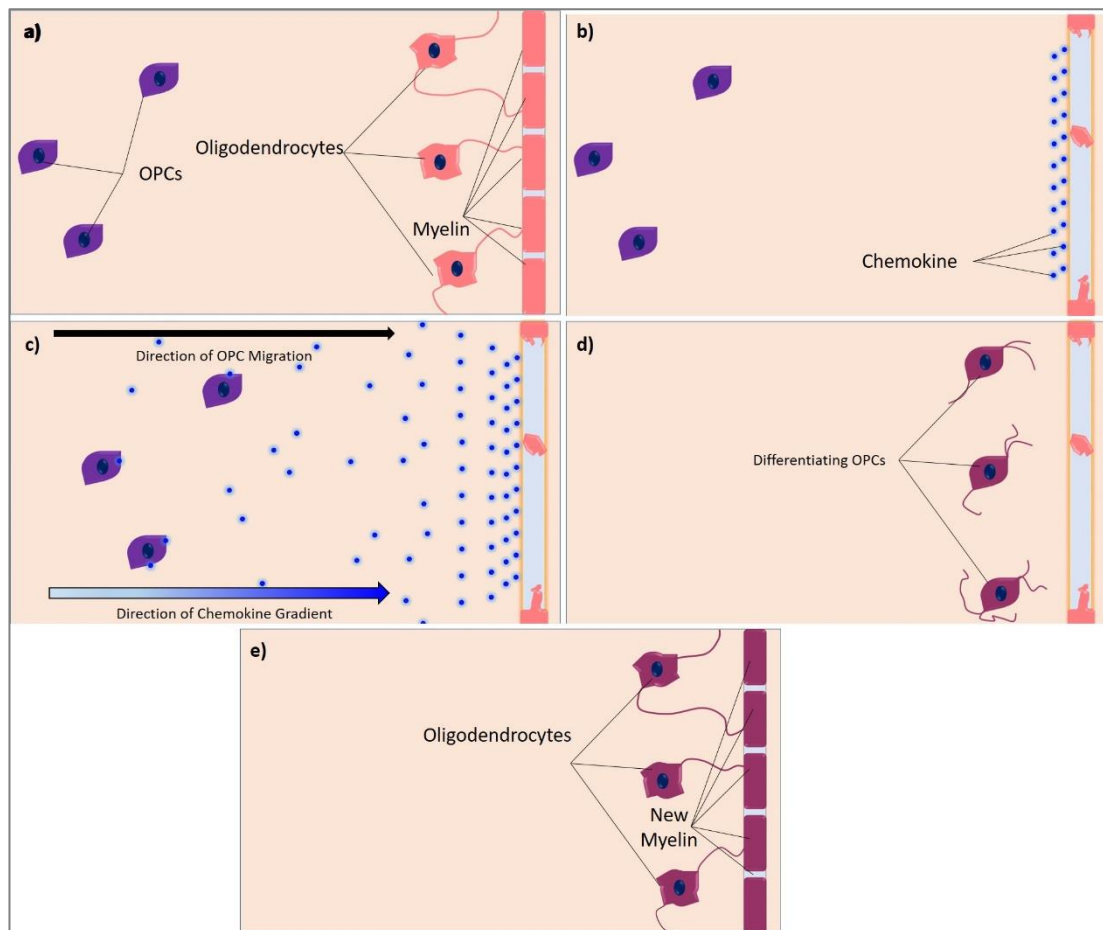 a)
OPCs
Oligodendrocytes
Myelin
b)
Chemokine
c)
Direction of OPC Migration
Direction of Chemokine Gradient
d)
Differentiating OPCs
e)
Oligodendrocytes
New
Myelin